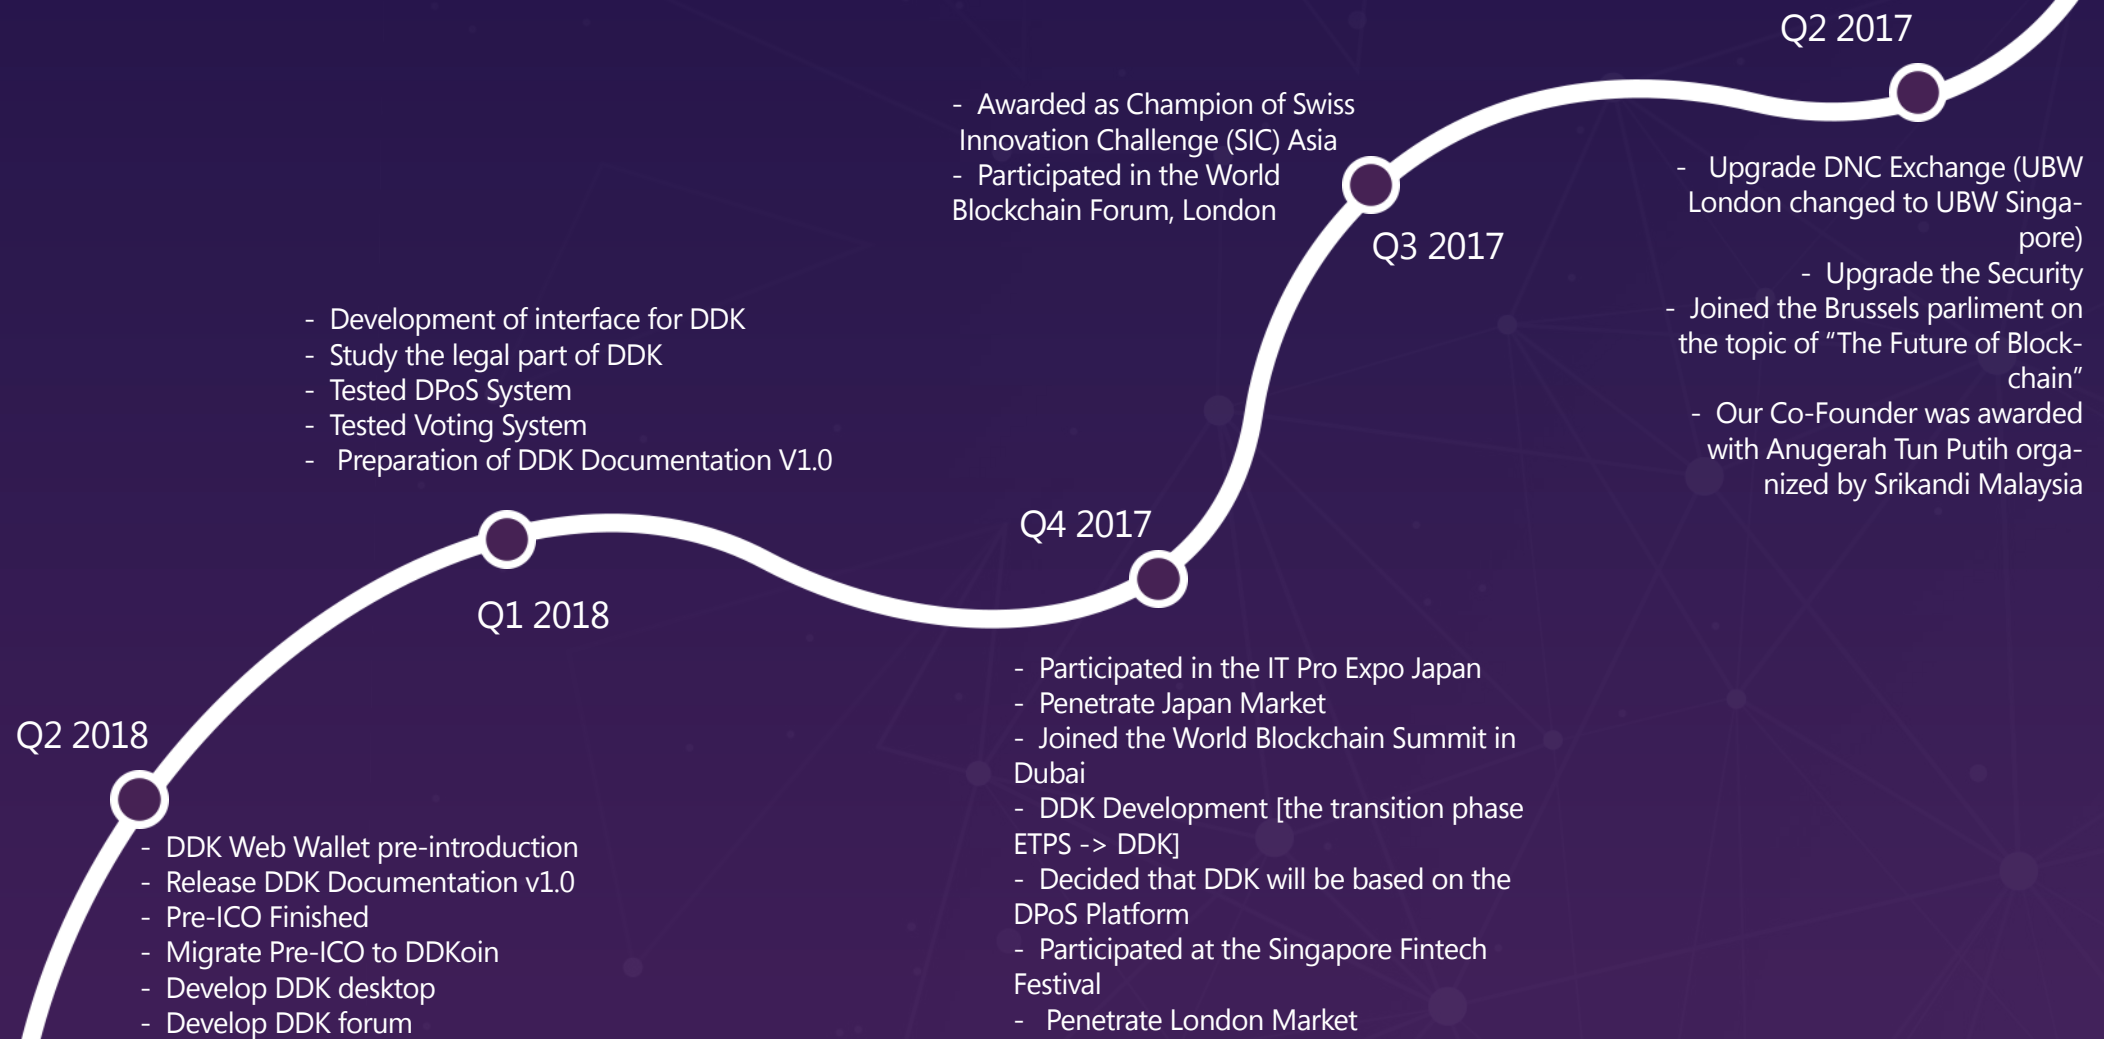 Q2 2017
- Upgrade DNC Exchange (UBW
London changed to UBW Singa-
pore)
- Upgrade the Security
- Joined the Brussels parliment on
the topic of “The Future of Block-
chain”
- Our Co-Founder was awarded
with Anugerah Tun Putih orga-
nized by Srikandi Malaysia
- Awarded as Champion of Swiss
Innovation Challenge (SIC) Asia
- Participated in the World
Blockchain Forum, London
Q3 2017
- Development of interface for DDK
- Study the legal part of DDK
- Tested DPoS System
- Tested Voting System
- Preparation of DDK Documentation V1.0
Q1 2018
Q4 2017
- Participated in the IT Pro Expo Japan
- Penetrate Japan Market
- Joined the World Blockchain Summit in
Dubai
- DDK Development [the transition phase
ETPS -> DDK]
- Decided that DDK will be based on the
DPoS Platform
- Participated at the Singapore Fintech
Festival
- Penetrate London Market
Q2 2018
- DDK Web Wallet pre-introduction
- Release DDK Documentation v1.0
- Pre-ICO Finished
- Migrate Pre-ICO to DDKoin
- Develop DDK desktop
- Develop DDK forum